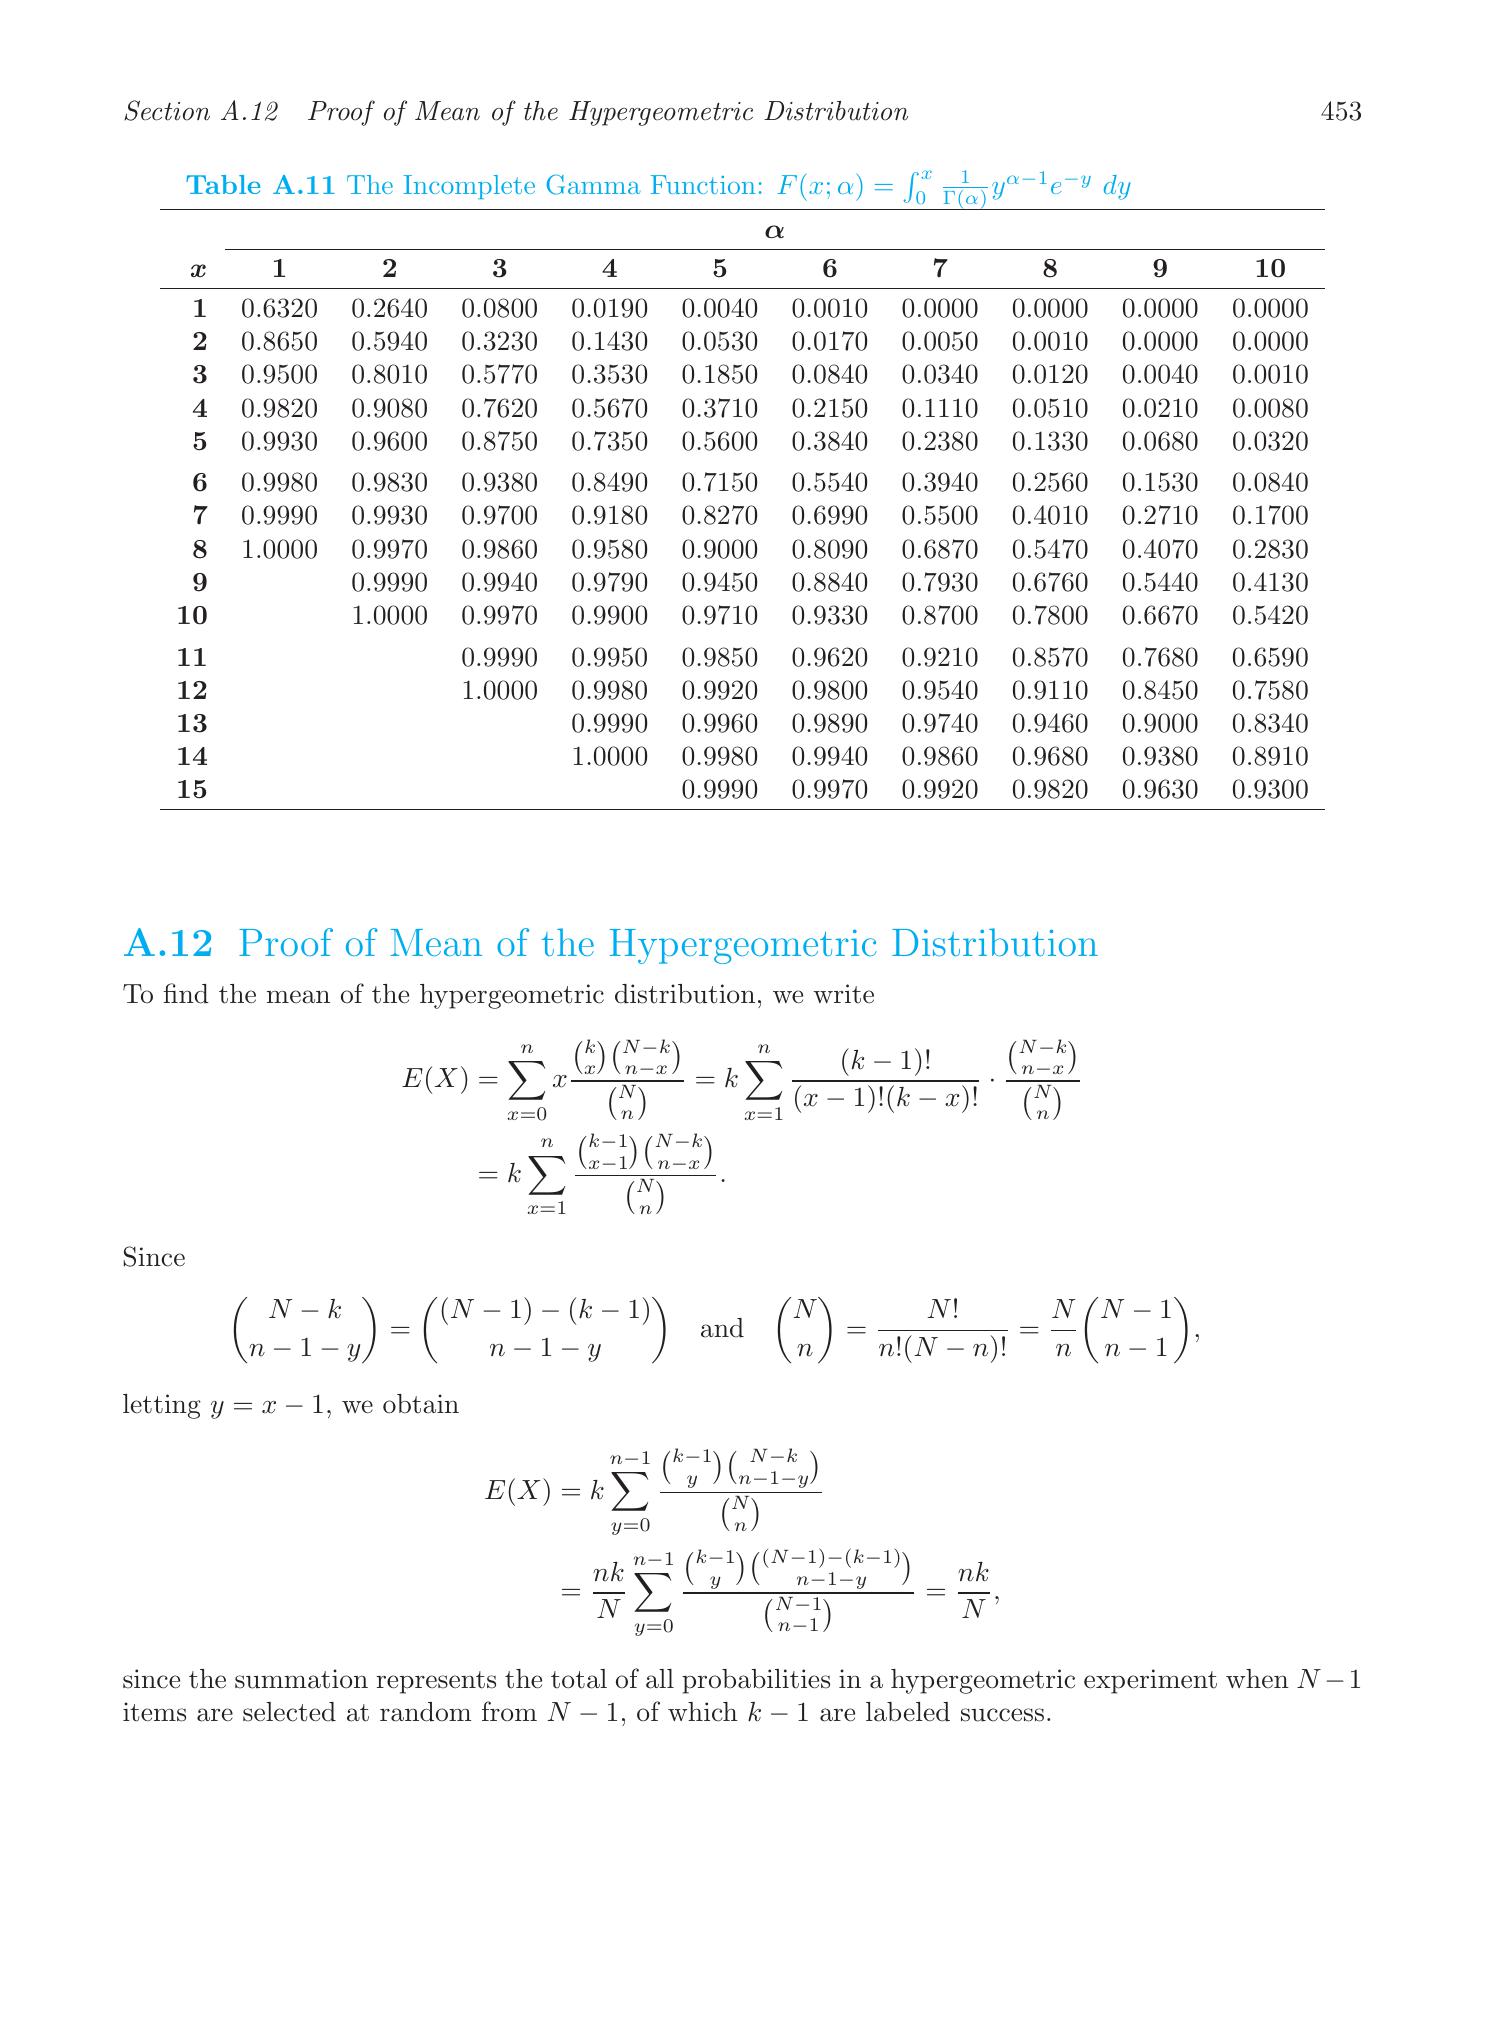 Section A.12 Proof of Mean of the Hypergeometric Distribution 453
Table A.11 The Incomplete Gamma Function: F(x; α) = ∫₀ˣ 1/Γ(α) y^{α−1} e^{−y} dy
α
x 1 2 3 4 5 6 7 8 9 10
1 0.6320 0.2640 0.0800 0.0190 0.0040 0.0010 0.0000 0.0000 0.0000 0.0000
2 0.8650 0.5940 0.3230 0.1430 0.0530 0.0170 0.0050 0.0010 0.0000 0.0000
3 0.9500 0.8010 0.5770 0.3530 0.1850 0.0840 0.0340 0.0120 0.0040 0.0010
4 0.9820 0.9080 0.7620 0.5670 0.3710 0.2150 0.1110 0.0510 0.0210 0.0080
5 0.9930 0.9600 0.8750 0.7350 0.5600 0.3840 0.2380 0.1330 0.0680 0.0320
6 0.9980 0.9830 0.9380 0.8490 0.7150 0.5540 0.3940 0.2560 0.1530 0.0840
7 0.9990 0.9930 0.9700 0.9180 0.8270 0.6990 0.5500 0.4010 0.2710 0.1700
8 1.0000 0.9970 0.9860 0.9580 0.9000 0.8090 0.6870 0.5470 0.4070 0.2830
9 0.9990 0.9940 0.9790 0.9450 0.8840 0.7930 0.6760 0.5440 0.4130
10 1.0000 0.9970 0.9900 0.9710 0.9330 0.8700 0.7800 0.6670 0.5420
11 0.9990 0.9950 0.9850 0.9620 0.9210 0.8570 0.7680 0.6590
12 1.0000 0.9980 0.9920 0.9800 0.9540 0.9110 0.8450 0.7580
13 0.9990 0.9960 0.9890 0.9740 0.9460 0.9000 0.8340
14 1.0000 0.9980 0.9940 0.9860 0.9680 0.9380 0.8910
15 0.9990 0.9970 0.9920 0.9820 0.9630 0.9300
A.12 Proof of Mean of the Hypergeometric Distribution
To find the mean of the hypergeometric distribution, we write
E(X) = \sum_{x=0}^{n} x \frac{\binom{k}{x}\binom{N-k}{n-x}}{\binom{N}{n}} = k \sum_{x=1}^{n} \frac{(k-1)!}{(x-1)!(k-x)!} \cdot \frac{\binom{N-k}{n-x}}{\binom{N}{n}}
= k \sum_{x=1}^{n} \frac{\binom{k-1}{x-1}\binom{N-k}{n-x}}{\binom{N}{n}}.
Since
\binom{N-k}{n-1-y} = \binom{(N-1)-(k-1)}{n-1-y} and \binom{N}{n} = \frac{N!}{n!(N-n)!} = \frac{N}{n}\binom{N-1}{n-1},
letting y = x − 1, we obtain
E(X) = k \sum_{y=0}^{n-1} \frac{\binom{k-1}{y}\binom{N-k}{n-1-y}}{\binom{N}{n}}
= \frac{nk}{N} \sum_{y=0}^{n-1} \frac{\binom{k-1}{y}\binom{(N-1)-(k-1)}{n-1-y}}{\binom{N-1}{n-1}} = \frac{nk}{N},
since the summation represents the total of all probabilities in a hypergeometric experiment when N − 1
items are selected at random from N − 1, of which k − 1 are labeled success.